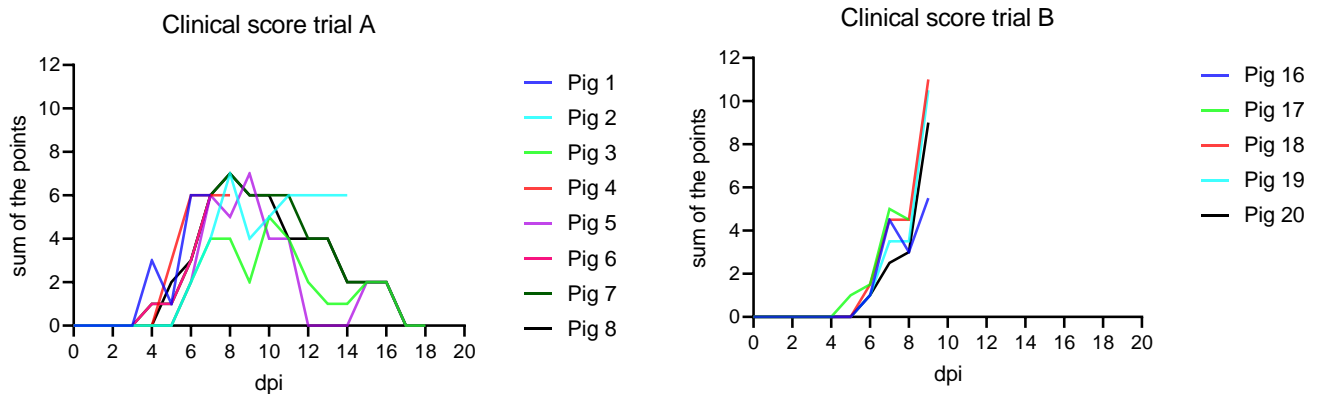 Clinical score trial A
sum of the points
12
10
8
6
4
2
0
0 2 4 6 8 10 12 14 16 18 20
dpi
Pig 1
Pig 2
Pig 3
Pig 4
Pig 5
Pig 6
Pig 7
Pig 8
Clinical score trial B
sum of the points
12
10
8
6
4
2
0
0 2 4 6 8 10 12 14 16 18 20
dpi
Pig 16
Pig 17
Pig 18
Pig 19
Pig 20